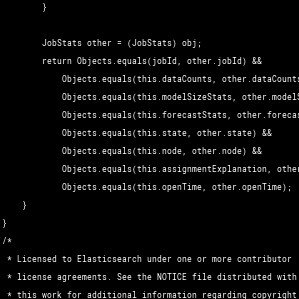 }
JobStats other = (JobStats) obj;
return Objects.equals(jobId, other.jobId) &&
Objects.equals(this.dataCounts, other.dataCounts
Objects.equals(this.modelSizeStats, other.modelS
Objects.equals(this.forecastStats, other.forecas
Objects.equals(this.state, other.state) &&
Objects.equals(this.node, other.node) &&
Objects.equals(this.assignmentExplanation, other
Objects.equals(this.openTime, other.openTime);
}
}
/*
* Licensed to Elasticsearch under one or more contributor
* license agreements. See the NOTICE file distributed with
* this work for additional information regarding copyright